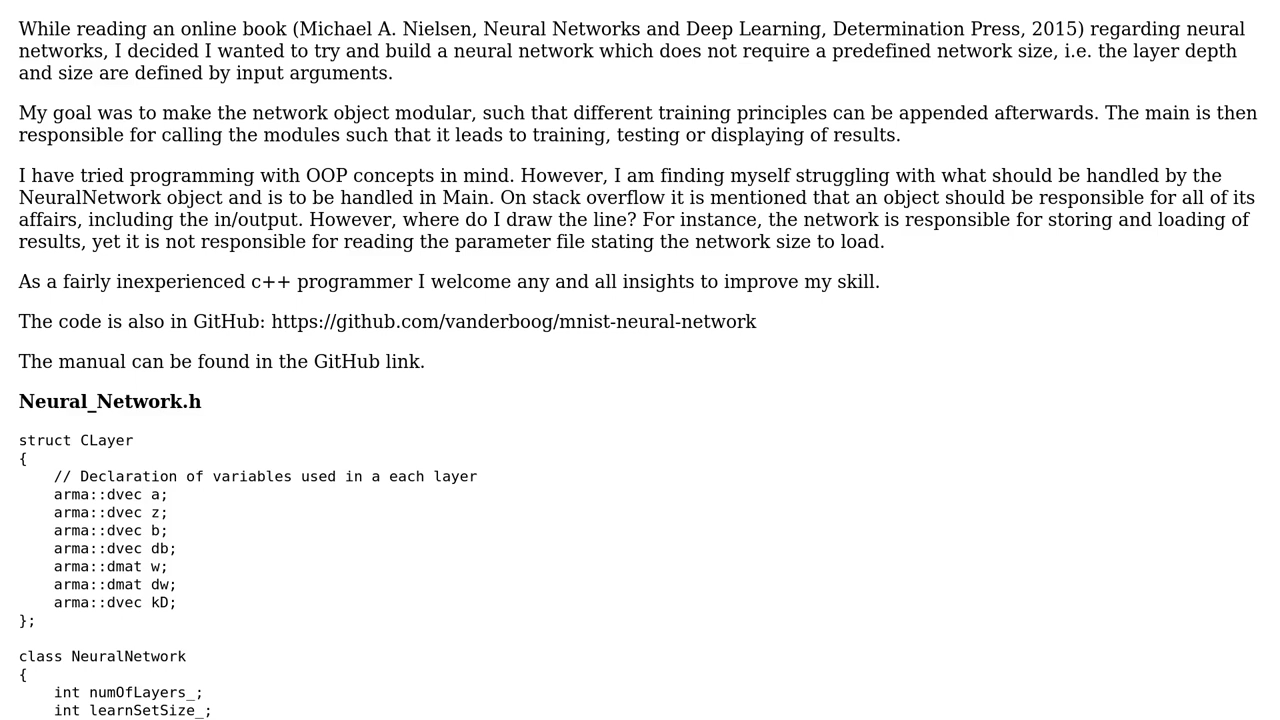 While reading an online book (Michael A. Nielsen, Neural Networks and Deep Learning, Determination Press, 2015) regarding neural
networks, I decided I wanted to try and build a neural network which does not require a predefined network size, i.e. the layer depth
and size are defined by input arguments.
My goal was to make the network object modular, such that different training principles can be appended afterwards. The main is then
responsible for calling the modules such that it leads to training, testing or displaying of results.
I have tried programming with OOP concepts in mind. However, I am finding myself struggling with what should be handled by the
NeuralNetwork object and is to be handled in Main. On stack overflow it is mentioned that an object should be responsible for all of its
affairs, including the in/output. However, where do I draw the line? For instance, the network is responsible for storing and loading of
results, yet it is not responsible for reading the parameter file stating the network size to load.
As a fairly inexperienced c++ programmer I welcome any and all insights to improve my skill.
The code is also in GitHub: https://github.com/vanderboog/mnist-neural-network
The manual can be found in the GitHub link.
Neural_Network.h
struct CLayer
{
    // Declaration of variables used in a each layer
    arma::dvec a;
    arma::dvec z;
    arma::dvec b;
    arma::dvec db;
    arma::dmat w;
    arma::dmat dw;
    arma::dvec kD;
};
class NeuralNetwork
{
    int numOfLayers_;
    int learnSetSize_;